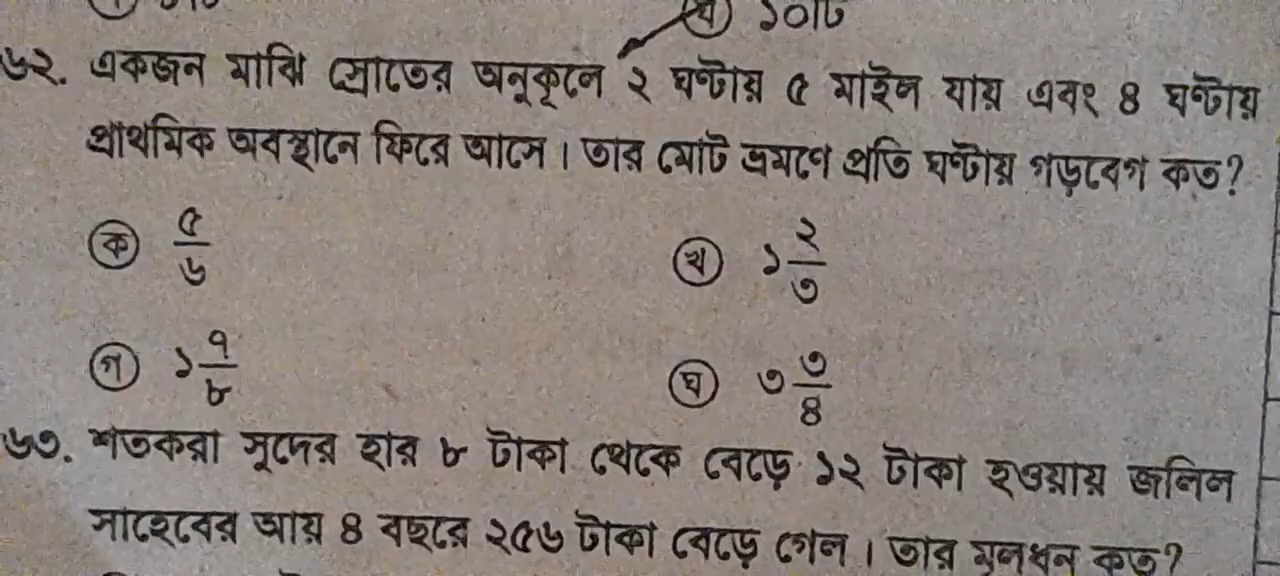 ঘ ১০টি
৬২. একজন মাঝি স্রোতের অনুকূলে ২ ঘণ্টায় ৫ মাইল যায় এবং ৪ ঘণ্টায়
প্রাথমিক অবস্থানে ফিরে আসে। তার মোট ভ্রমণে প্রতি ঘণ্টায় গড়বেগ কত?
ক ৫/৬ খ ১ ২/৩
গ ১ ৭/৮ ঘ ৩ ৩/৪
৬৩. শতকরা সুদের হার ৮ টাকা থেকে বেড়ে ১২ টাকা হওয়ায় জলিল
সাহেবের আয় ৪ বছরে ২৫৬ টাকা বেড়ে গেল। তার মূলধন কত?